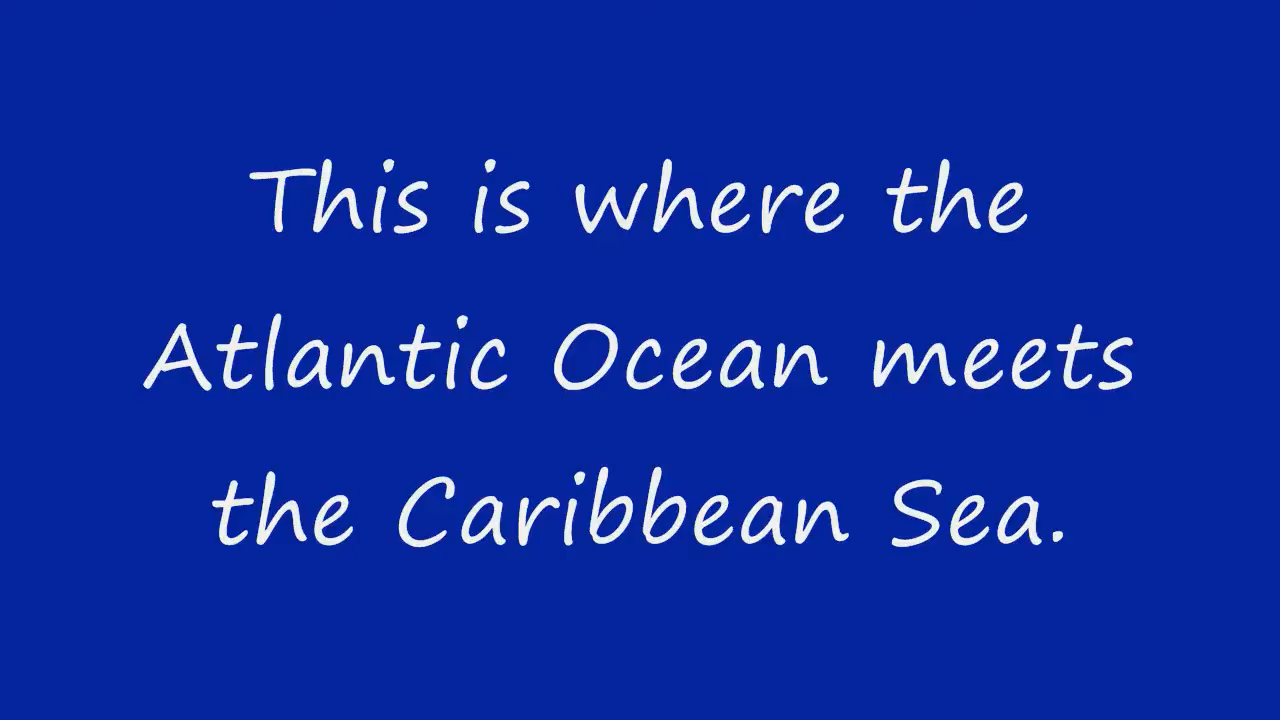 This is where the
Atlantic Ocean meets
the Caribbean Sea.